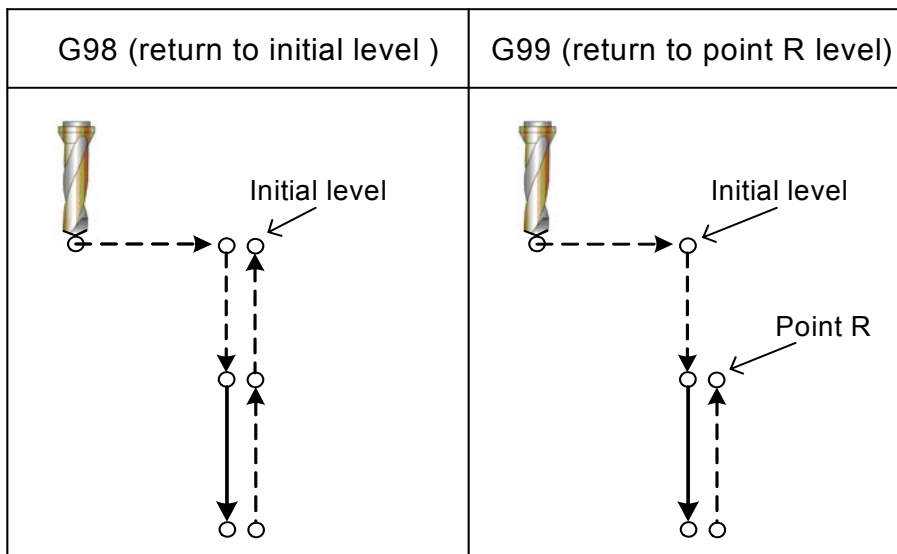 G98 (return to initial level )
G99 (return to point R level)
Initial level
Initial level
Point R